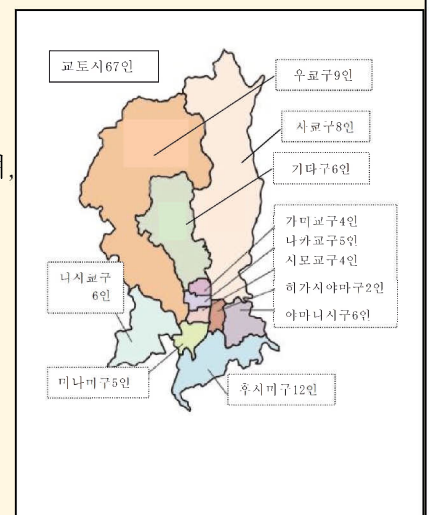 교토시67인
우쿄구9인
사쿄구8인
기타구6인
가미쿄구4인
나카쿄구5인
시모쿄구4인
히가시야마구2인
야마니시구6인
니시쿄구
6인
미나미구5인
후시미구12인